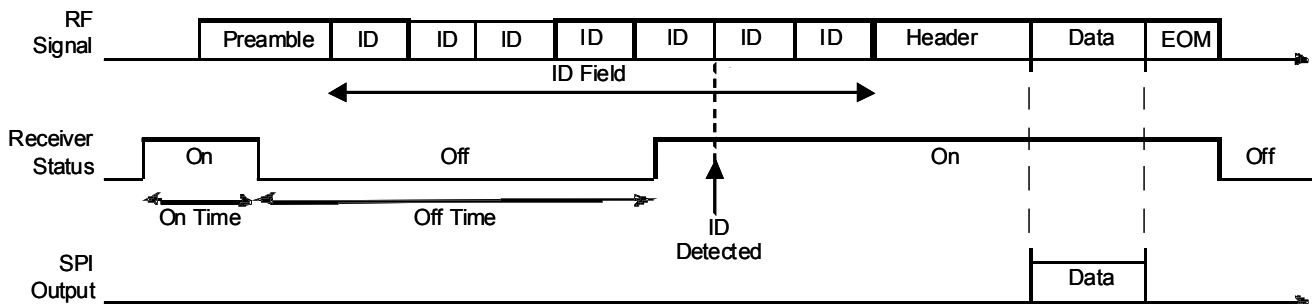 RF
Signal
Preamble ID ID ID ID ID ID ID Header Data EOM
ID Field
Receiver
Status
On Off On Off
On Time Off Time
ID
Detected
SPI
Output
Data